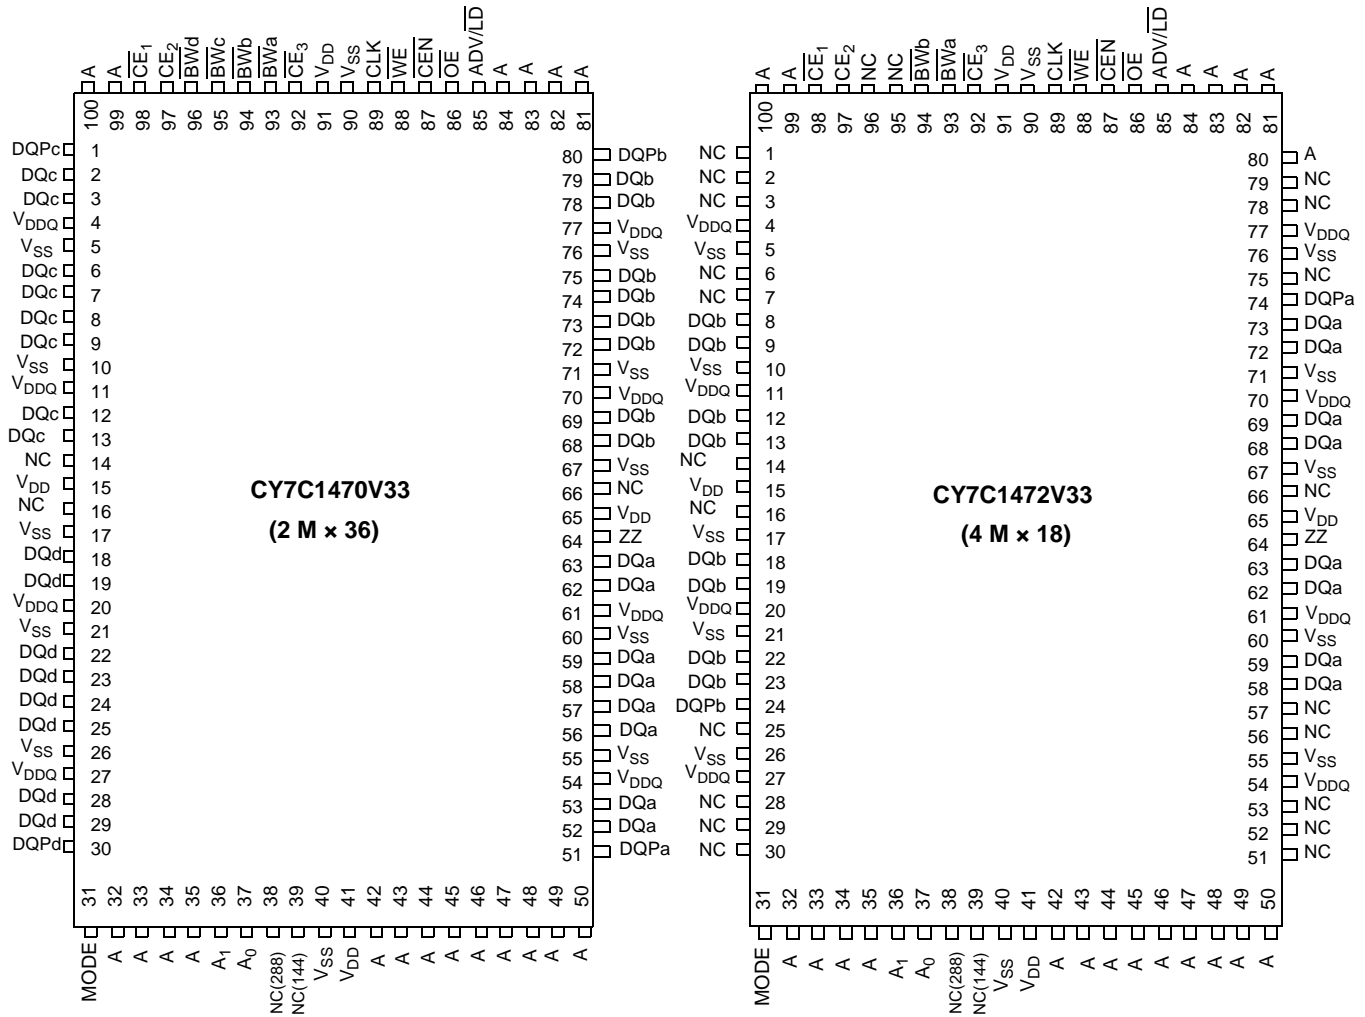 A A CE1 CE2 BWd BWc BWb BWa CE3 VDD VSS CLK WE CEN OE ADV/LD A A A A
100 99 98 97 96 95 94 93 92 91 90 89 88 87 86 85 84 83 82 81
DQPc 1
DQc 2
DQc 3
VDDQ 4
VSS 5
DQc 6
DQc 7
DQc 8
DQc 9
VSS 10
VDDQ 11
DQc 12
DQc 13
NC 14
VDD 15
NC 16
VSS 17
DQd 18
DQd 19
VDDQ 20
VSS 21
DQd 22
DQd 23
DQd 24
DQd 25
VSS 26
VDDQ 27
DQd 28
DQd 29
DQPd 30
CY7C1470V33
(2 M × 36)
80 DQPb
79 DQb
78 DQb
77 VDDQ
76 VSS
75 DQb
74 DQb
73 DQb
72 DQb
71 VSS
70 VDDQ
69 DQb
68 DQb
67 VSS
66 NC
65 VDD
64 ZZ
63 DQa
62 DQa
61 VDDQ
60 VSS
59 DQa
58 DQa
57 DQa
56 DQa
55 VSS
54 VDDQ
53 DQa
52 DQa
51 DQPa
31 32 33 34 35 36 37 38 39 40 41 42 43 44 45 46 47 48 49 50
MODE A A A A A1 A0 NC(288) NC(144) VSS VDD A A A A A A A A A
A A CE1 CE2 NC NC BWb BWa CE3 VDD VSS CLK WE CEN OE ADV/LD A A A A
100 99 98 97 96 95 94 93 92 91 90 89 88 87 86 85 84 83 82 81
NC 1
NC 2
NC 3
VDDQ 4
VSS 5
NC 6
NC 7
DQb 8
DQb 9
VSS 10
VDDQ 11
DQb 12
DQb 13
NC 14
VDD 15
NC 16
VSS 17
DQb 18
DQb 19
VDDQ 20
VSS 21
DQb 22
DQb 23
DQPb 24
NC 25
VSS 26
VDDQ 27
NC 28
NC 29
NC 30
CY7C1472V33
(4 M × 18)
80 A
79 NC
78 NC
77 VDDQ
76 VSS
75 NC
74 DQPa
73 DQa
72 DQa
71 VSS
70 VDDQ
69 DQa
68 DQa
67 VSS
66 NC
65 VDD
64 ZZ
63 DQa
62 DQa
61 VDDQ
60 VSS
59 DQa
58 DQa
57 NC
56 NC
55 VSS
54 VDDQ
53 NC
52 NC
51 NC
31 32 33 34 35 36 37 38 39 40 41 42 43 44 45 46 47 48 49 50
MODE A A A A A1 A0 NC(288) NC(144) VSS VDD A A A A A A A A A